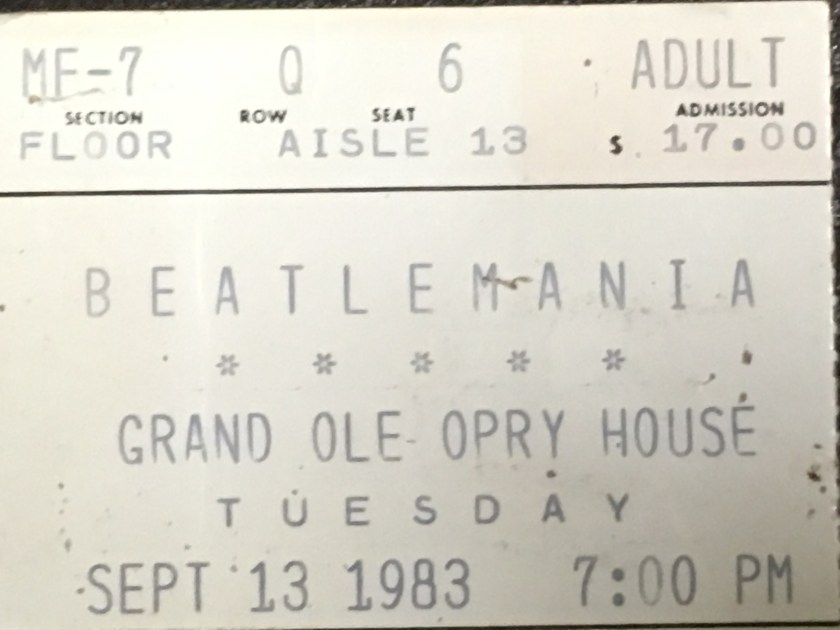 MF-7 Q 6 ADULT
SECTION ROW SEAT ADMISSION
FLOOR AISLE 13 $ 17.00
BEATLEMANIA
* * * * *
GRAND OLE OPRY HOUSE
TUESDAY
SEPT 13 1983 7:00 PM